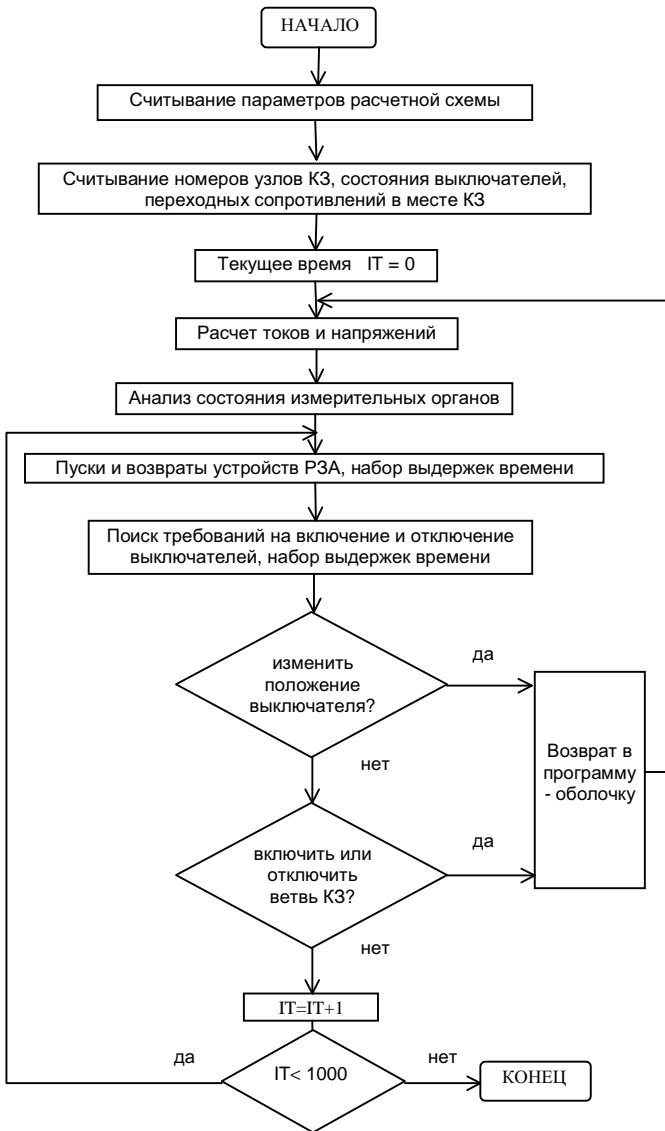 НАЧАЛО
Считывание параметров расчетной схемы
Считывание номеров узлов КЗ, состояния выключателей,
переходных сопротивлений в месте КЗ
Текущее время IT = 0
Расчет токов и напряжений
Анализ состояния измерительных органов
Пуски и возвраты устройств РЗА, набор выдержек времени
Поиск требований на включение и отключение
выключателей, набор выдержек времени
изменить
положение
выключателя?
да
нет
Возврат в
программу
- оболочку
включить или
отключить
ветвь КЗ?
да
нет
IT=IT+1
да
IT< 1000
нет
КОНЕЦ